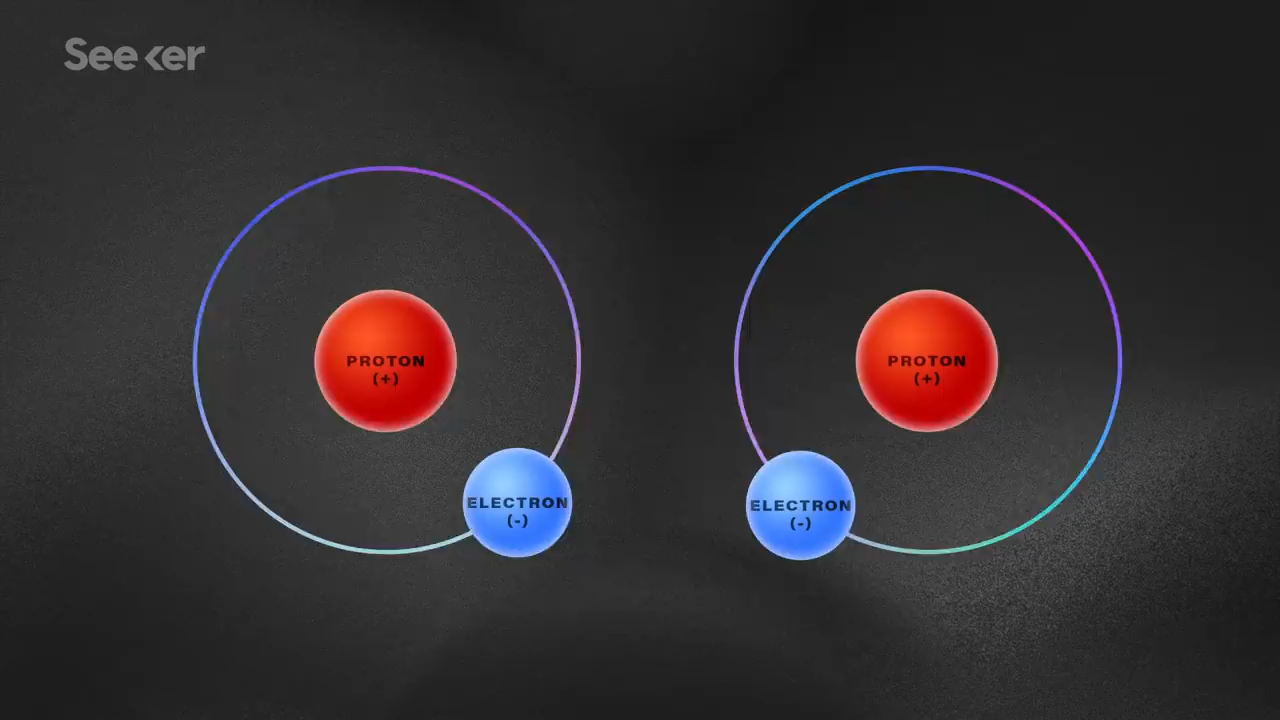 Seeker
PROTON
(+)
ELECTRON
(-)
PROTON
(+)
ELECTRON
(-)